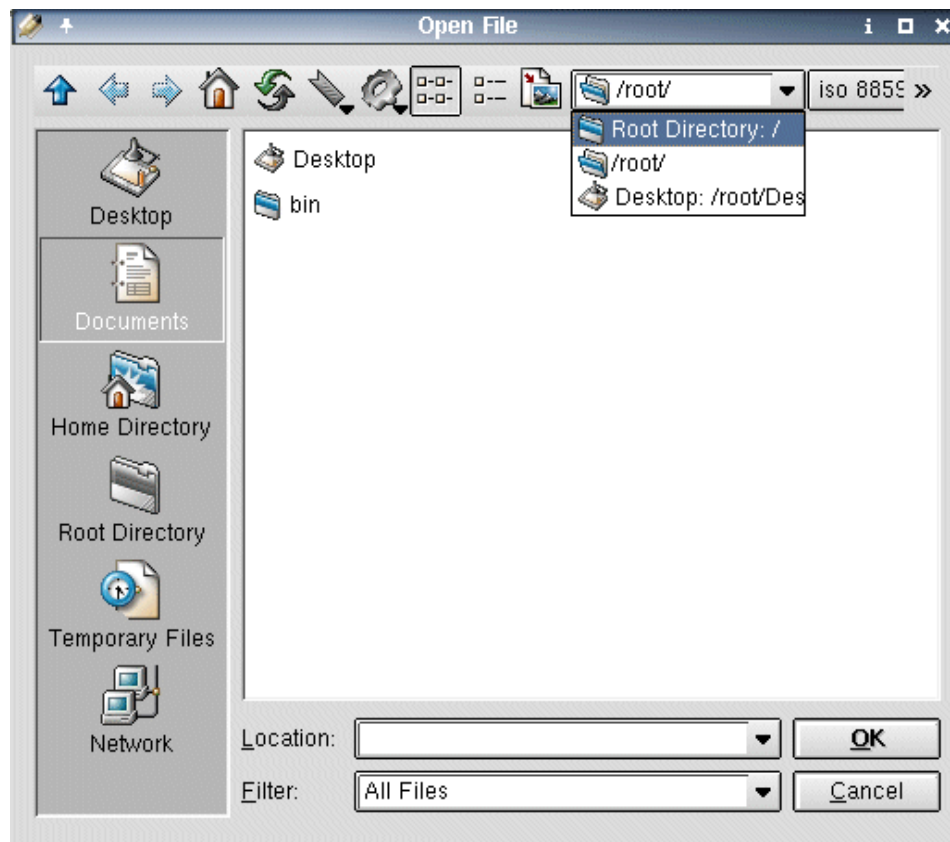 Open File
/root/
iso 8859
Root Directory: /
/root/
Desktop: /root/Des
Desktop
Documents
Home Directory
Root Directory
Temporary Files
Network
Desktop
bin
Location:
OK
Filter:
All Files
Cancel